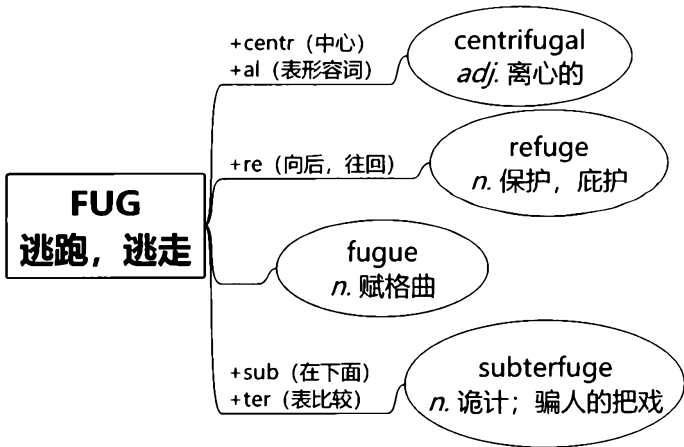 FUG
逃跑，逃走
+centr（中心）
+al（表形容词）
centrifugal
adj. 离心的
+re（向后，往回）
refuge
n. 保护，庇护
fugue
n. 赋格曲
+sub（在下面）
+ter（表比较）
subterfuge
n. 诡计；骗人的把戏